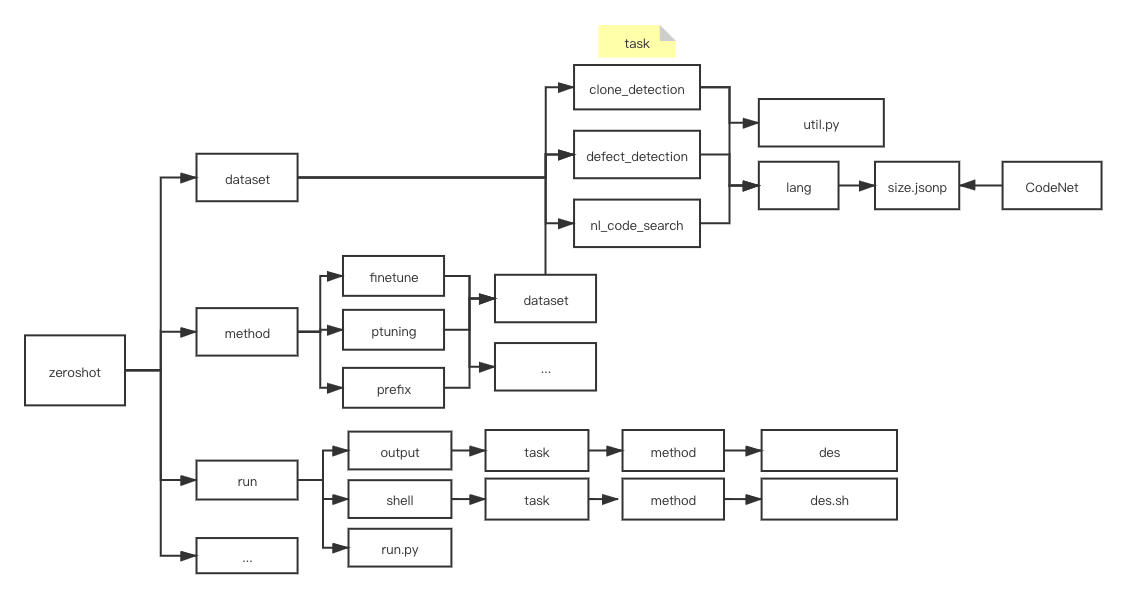 task
clone_detection
util.py
defect_detection
dataset
lang
size.jsonp
CodeNet
nl_code_search
finetune
dataset
method
ptuning
zeroshot
...
prefix
output
task
method
des
run
shell
task
method
des.sh
run.py
...